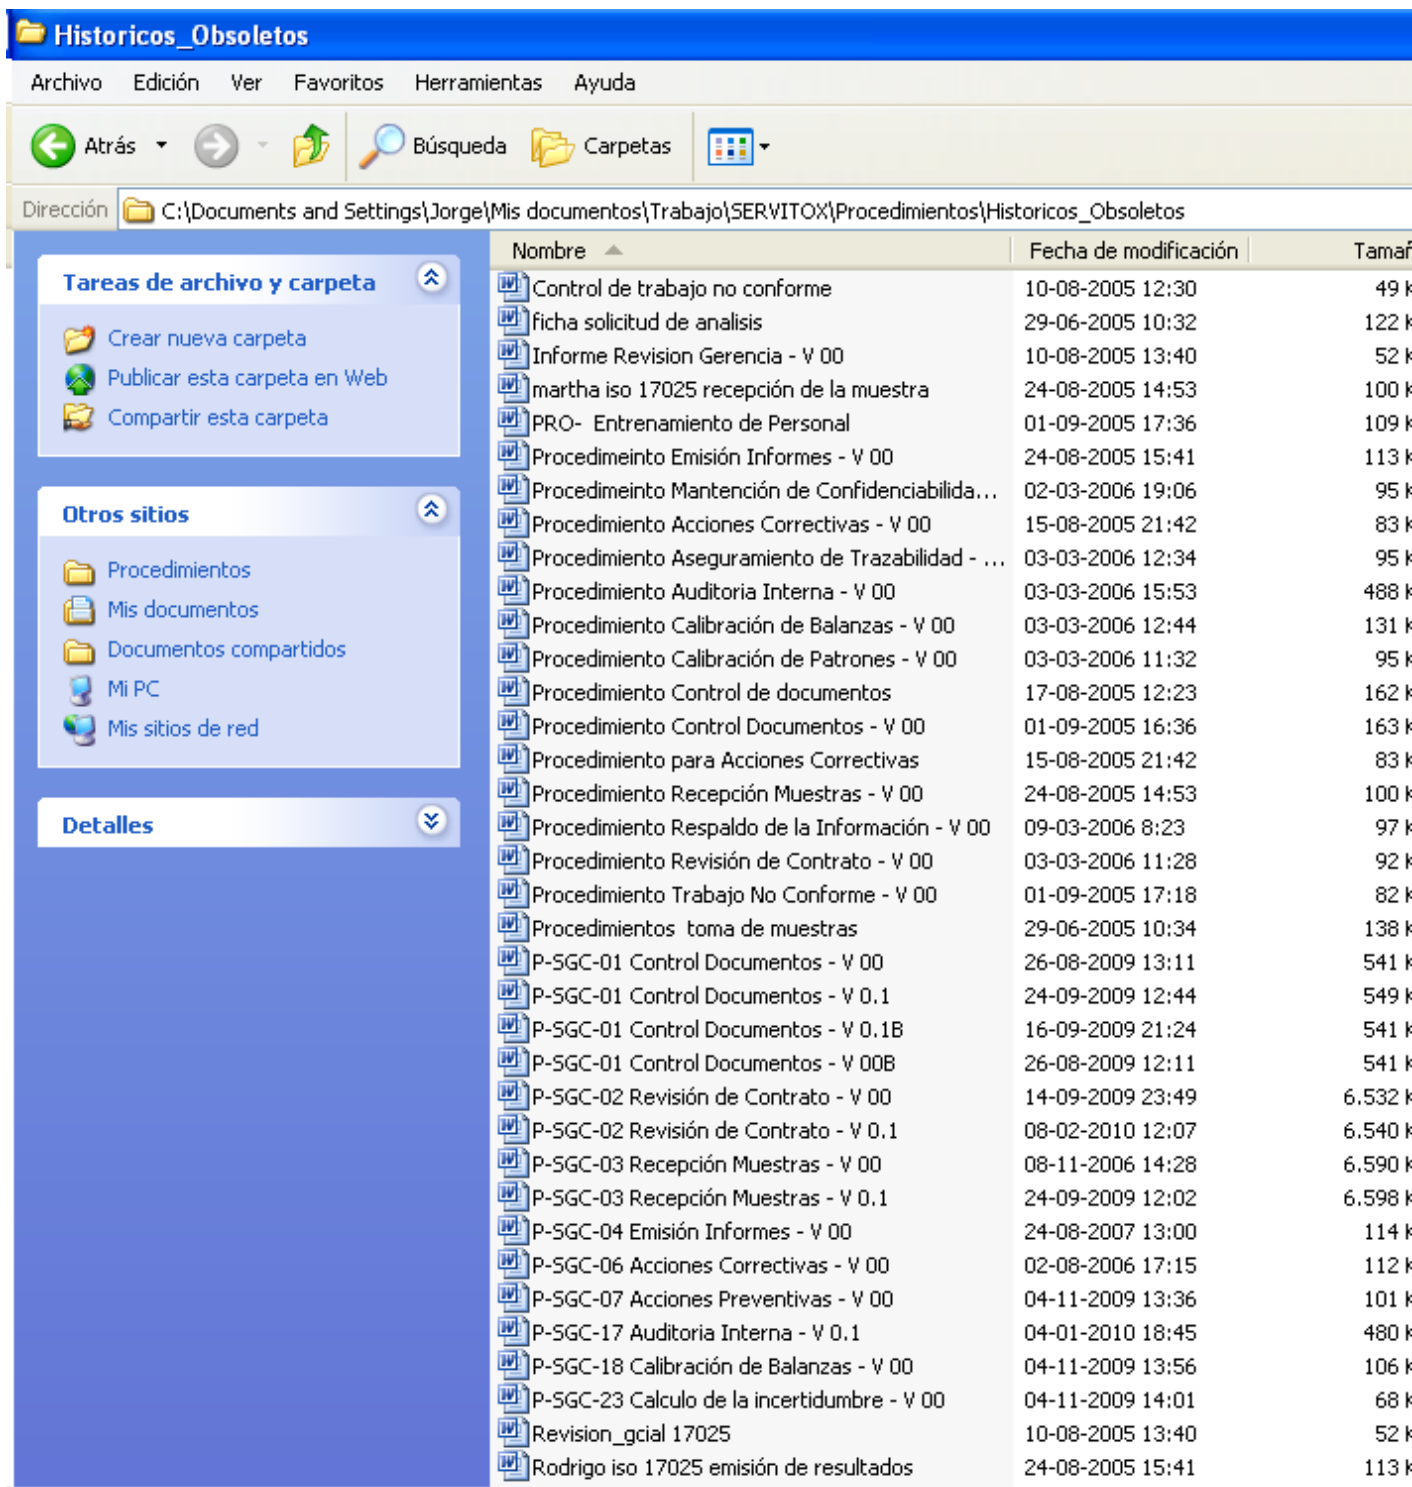 Historicos_Obsoletos
Archivo Edición Ver Favoritos Herramientas Ayuda
Atrás Búsqueda Carpetas
Dirección C:\Documents and Settings\Jorge\Mis documentos\Trabajo\SERVITOX\Procedimientos\Historicos_Obsoletos
Tareas de archivo y carpeta
Crear nueva carpeta
Publicar esta carpeta en Web
Compartir esta carpeta
Otros sitios
Procedimientos
Mis documentos
Documentos compartidos
Mi PC
Mis sitios de red
Detalles
Nombre Fecha de modificación Tamañ
Control de trabajo no conforme 10-08-2005 12:30 49 K
ficha solicitud de analisis 29-06-2005 10:32 122 K
Informe Revision Gerencia - V 00 10-08-2005 13:40 52 K
martha iso 17025 recepción de la muestra 24-08-2005 14:53 100 K
PRO-  Entrenamiento de Personal 01-09-2005 17:36 109 K
Procedimeinto Emisión Informes - V 00 24-08-2005 15:41 113 K
Procedimeinto Mantención de Confidenciabilida... 02-03-2006 19:06 95 K
Procedimiento Acciones Correctivas - V 00 15-08-2005 21:42 83 K
Procedimiento Aseguramiento de Trazabilidad - ... 03-03-2006 12:34 95 K
Procedimiento Auditoria Interna - V 00 03-03-2006 15:53 488 K
Procedimiento Calibración de Balanzas - V 00 03-03-2006 12:44 131 K
Procedimiento Calibración de Patrones - V 00 03-03-2006 11:32 95 K
Procedimiento Control de documentos 17-08-2005 12:23 162 K
Procedimiento Control Documentos - V 00 01-09-2005 16:36 163 K
Procedimiento para Acciones Correctivas 15-08-2005 21:42 83 K
Procedimiento Recepción Muestras - V 00 24-08-2005 14:53 100 K
Procedimiento Respaldo de la Información - V 00 09-03-2006 8:23 97 K
Procedimiento Revisión de Contrato - V 00 03-03-2006 11:28 92 K
Procedimiento Trabajo No Conforme - V 00 01-09-2005 17:18 82 K
Procedimientos  toma de muestras 29-06-2005 10:34 138 K
P-SGC-01 Control Documentos - V 00 26-08-2009 13:11 541 K
P-SGC-01 Control Documentos - V 0.1 24-09-2009 12:44 549 K
P-SGC-01 Control Documentos - V 0.1B 16-09-2009 21:24 541 K
P-SGC-01 Control Documentos - V 00B 26-08-2009 12:11 541 K
P-SGC-02 Revisión de Contrato - V 00 14-09-2009 23:49 6.532 K
P-SGC-02 Revisión de Contrato - V 0.1 08-02-2010 12:07 6.540 K
P-SGC-03 Recepción Muestras - V 00 08-11-2006 14:28 6.590 K
P-SGC-03 Recepción Muestras - V 0.1 24-09-2009 12:02 6.598 K
P-SGC-04 Emisión Informes - V 00 24-08-2007 13:00 114 K
P-SGC-06 Acciones Correctivas - V 00 02-08-2006 17:15 112 K
P-SGC-07 Acciones Preventivas - V 00 04-11-2009 13:36 101 K
P-SGC-17 Auditoria Interna - V 0.1 04-01-2010 18:45 480 K
P-SGC-18 Calibración de Balanzas - V 00 04-11-2009 13:56 106 K
P-SGC-23 Calculo de la incertidumbre - V 00 04-11-2009 14:01 68 K
Revision_gcial 17025 10-08-2005 13:40 52 K
Rodrigo iso 17025 emisión de resultados 24-08-2005 15:41 113 K